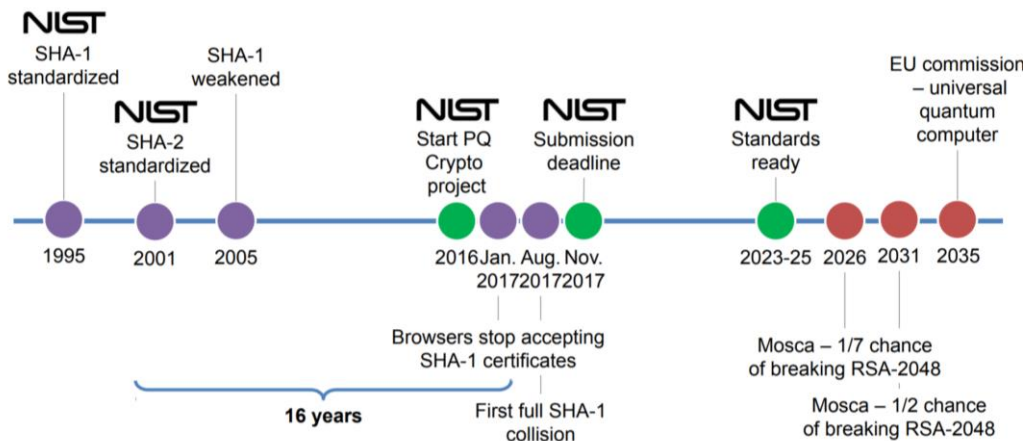 NIST
SHA-1
standardized
NIST
SHA-2
standardized
SHA-1
weakened
NIST
Start PQ
Crypto
project
NIST
Submission
deadline
NIST
Standards
ready
EU commission
– universal
quantum
computer
1995
2001
2005
2016
Jan.
2017
Aug.
2017
Nov.
2017
2023-25
2026
2031
2035
Browsers stop accepting
SHA-1 certificates
16 years
First full SHA-1
collision
Mosca – 1/7 chance
of breaking RSA-2048
Mosca – 1/2 chance
of breaking RSA-2048